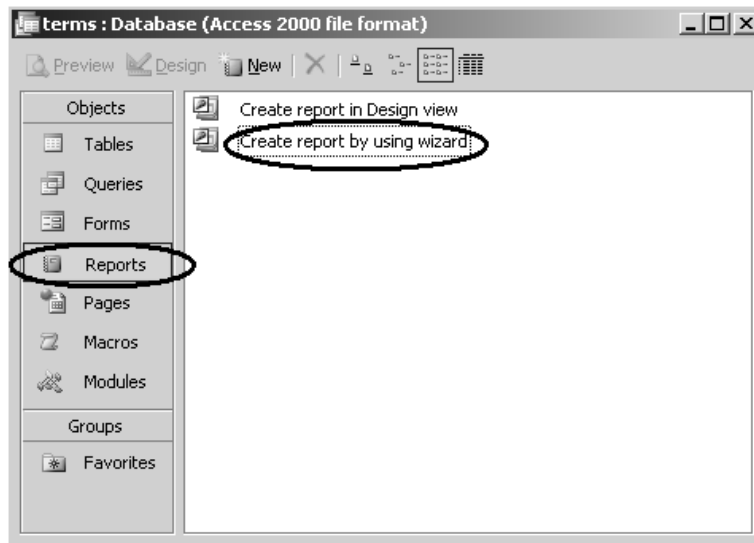 terms : Database (Access 2000 file format)
Preview Design New
Objects
Tables
Queries
Forms
Reports
Pages
Macros
Modules
Groups
Favorites
Create report in Design view
Create report by using wizard